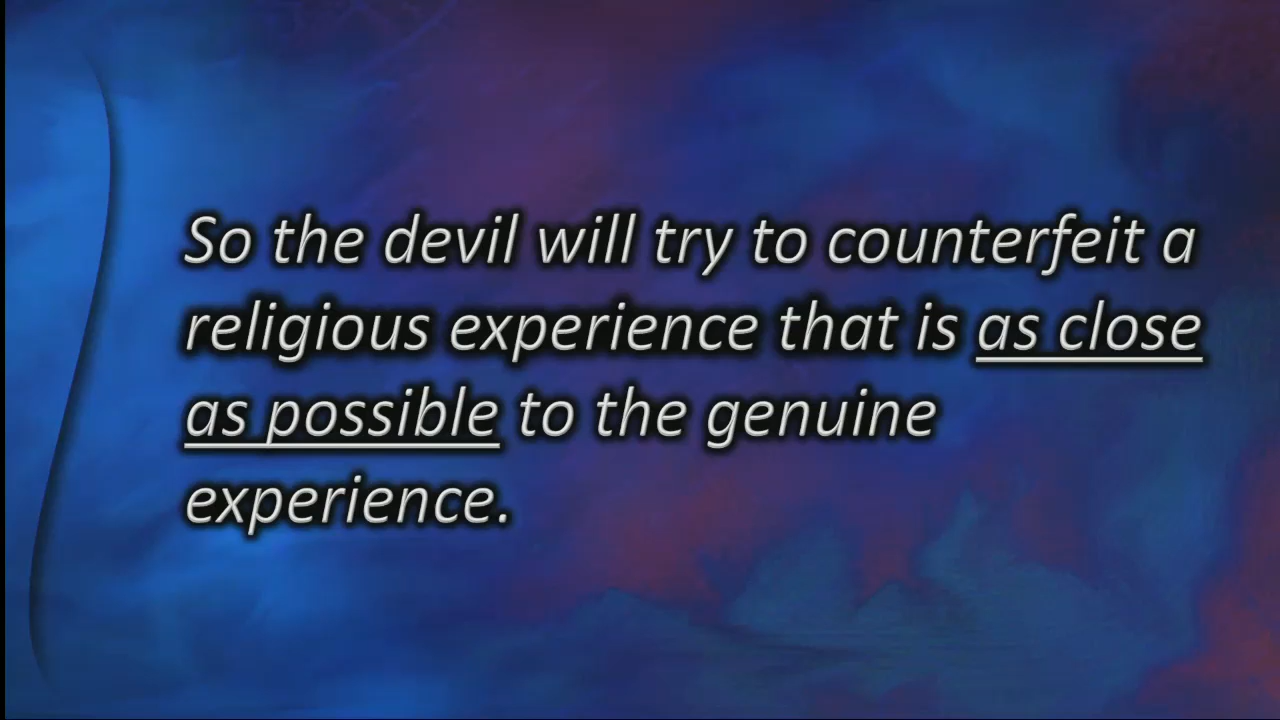 So the devil will try to counterfeit a
religious experience that is as close
as possible to the genuine
experience.